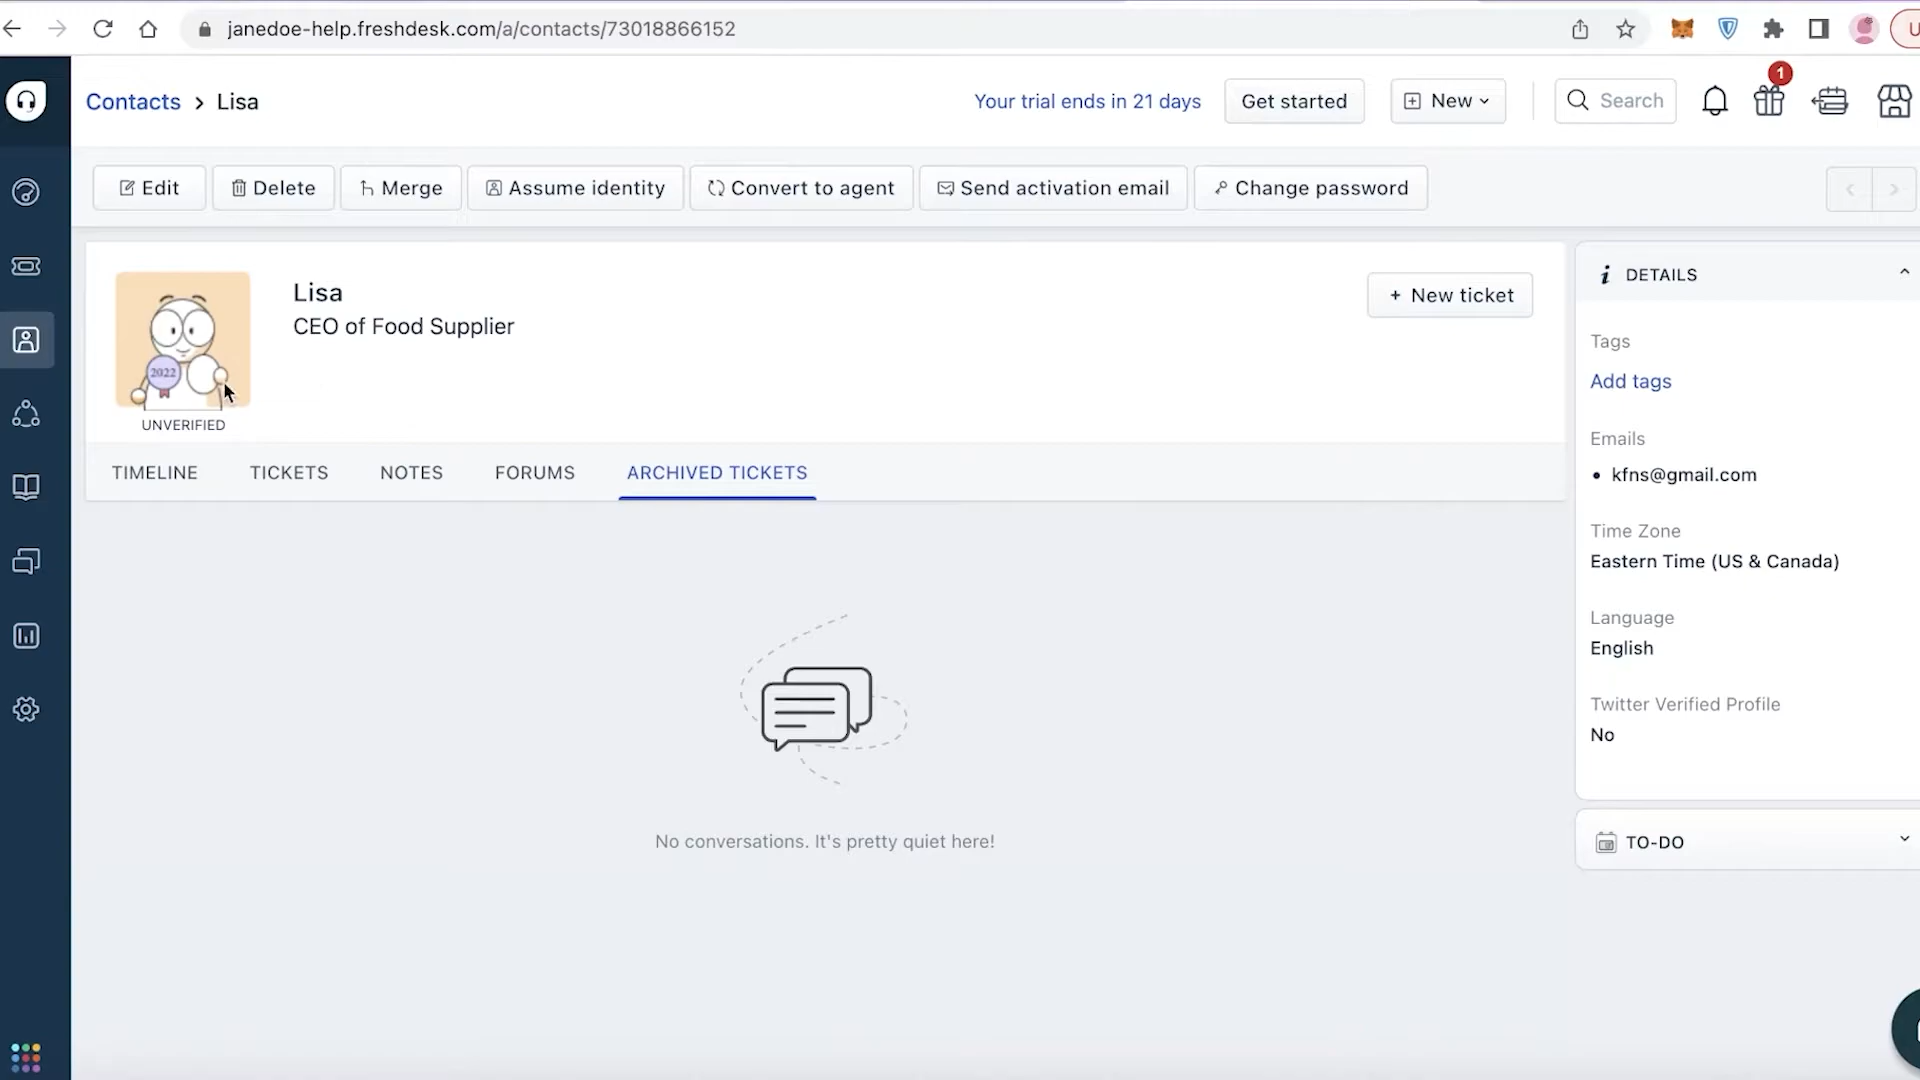 janedoe-help.freshdesk.com/a/contacts/73018866152
U
Contacts > Lisa
Your trial ends in 21 days
Get started
New
Search
1
Edit
Delete
Merge
Assume identity
Convert to agent
Send activation email
Change password
2022
UNVERIFIED
Lisa
CEO of Food Supplier
+ New ticket
TIMELINE
TICKETS
NOTES
FORUMS
ARCHIVED TICKETS
No conversations. It's pretty quiet here!
DETAILS
Tags
Add tags
Emails
• kfns@gmail.com
Time Zone
Eastern Time (US & Canada)
Language
English
Twitter Verified Profile
No
TO-DO